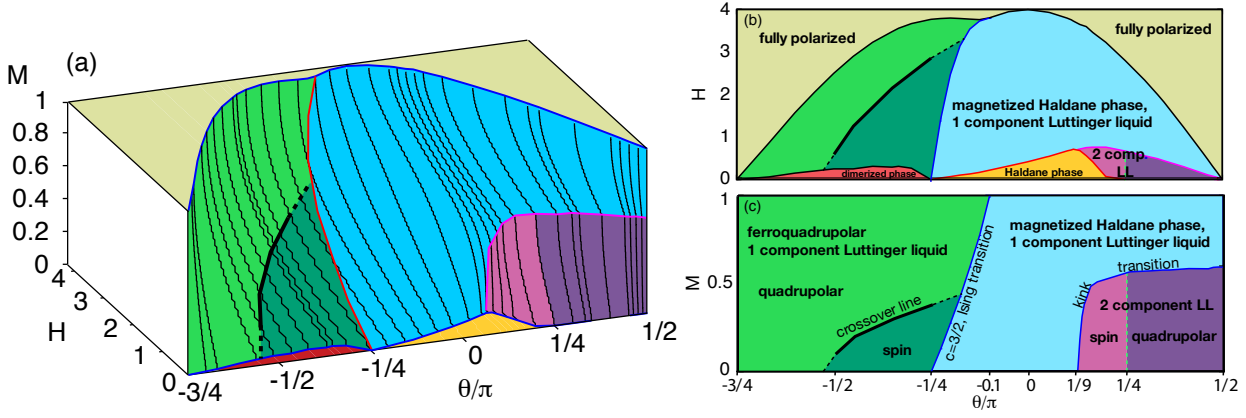 (a)
M
1
0.8
0.6
0.4
0.2
0
4
3
2
1
0
H
-3/4
-1/2
-1/4
0
1/4
1/2
θ/π
(b)
4
3
2
1
0
H
fully polarized
fully polarized
magnetized Haldane phase,
1 component Luttinger liquid
dimerized phase
Haldane phase
2 comp.
LL
(c)
1
0.5
0
M
ferroquadrupolar
1 component Luttinger liquid
quadrupolar
crossover line
spin
c=3/2, Ising transition
magnetized Haldane phase,
1 component Luttinger liquid
kink
transition
2 component LL
spin
quadrupolar
-3/4
-1/2
-1/4
-0.1
0
1/9
1/4
1/2
θ/π